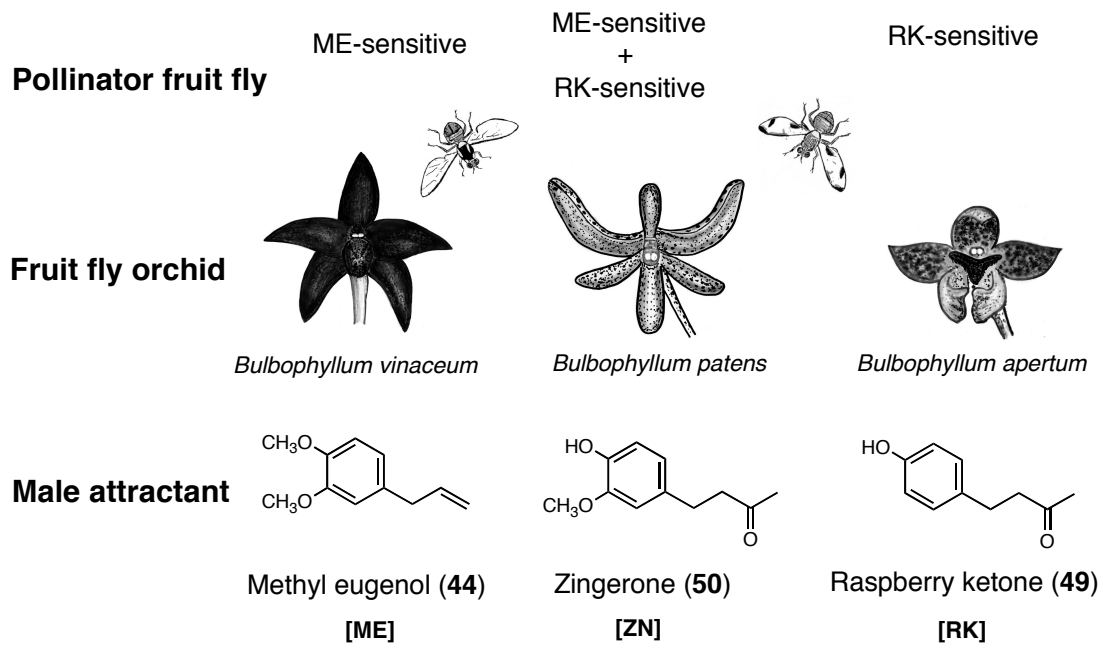 Pollinator fruit fly
ME-sensitive
ME-sensitive
+
RK-sensitive
RK-sensitive
Fruit fly orchid
Bulbophyllum vinaceum
Bulbophyllum patens
Bulbophyllum apertum
Male attractant
CH₃O
CH₃O
HO
CH₃O
O
HO
O
Methyl eugenol (44)
Zingerone (50)
Raspberry ketone (49)
[ME]
[ZN]
[RK]